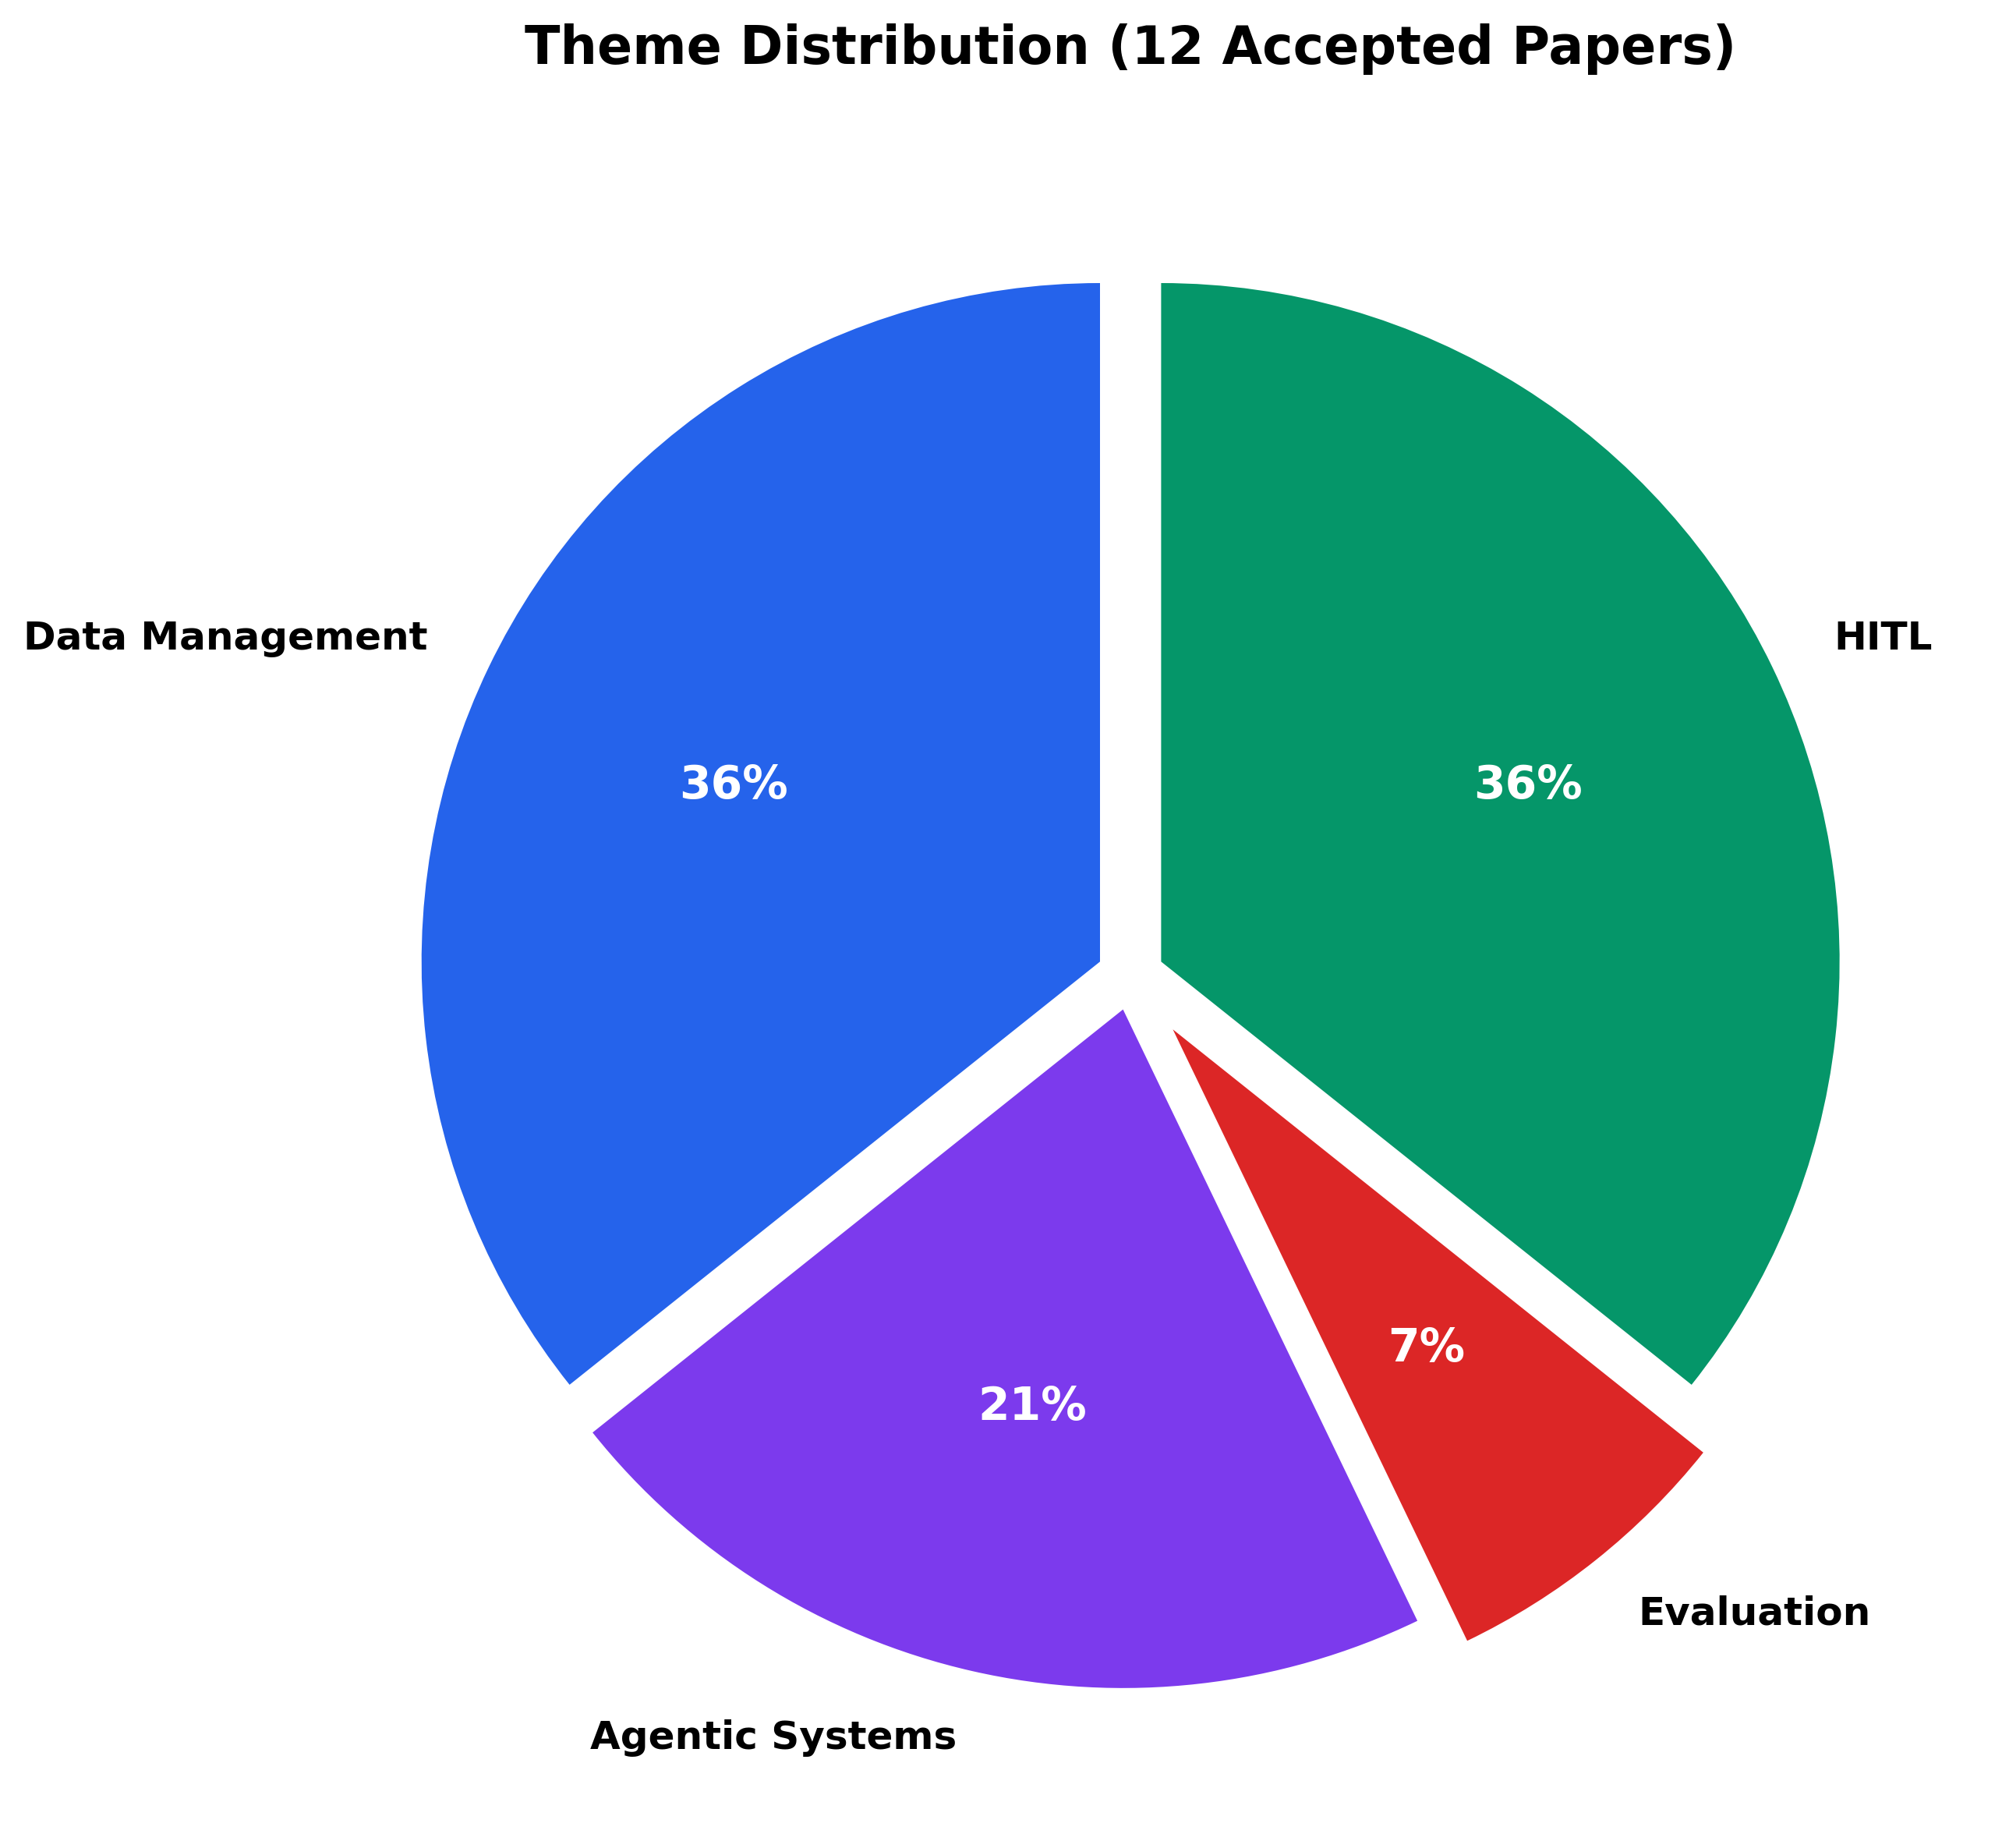 Theme Distribution (12 Accepted Papers)
Data Management
HITL
36%
36%
7%
21%
Evaluation
Agentic Systems